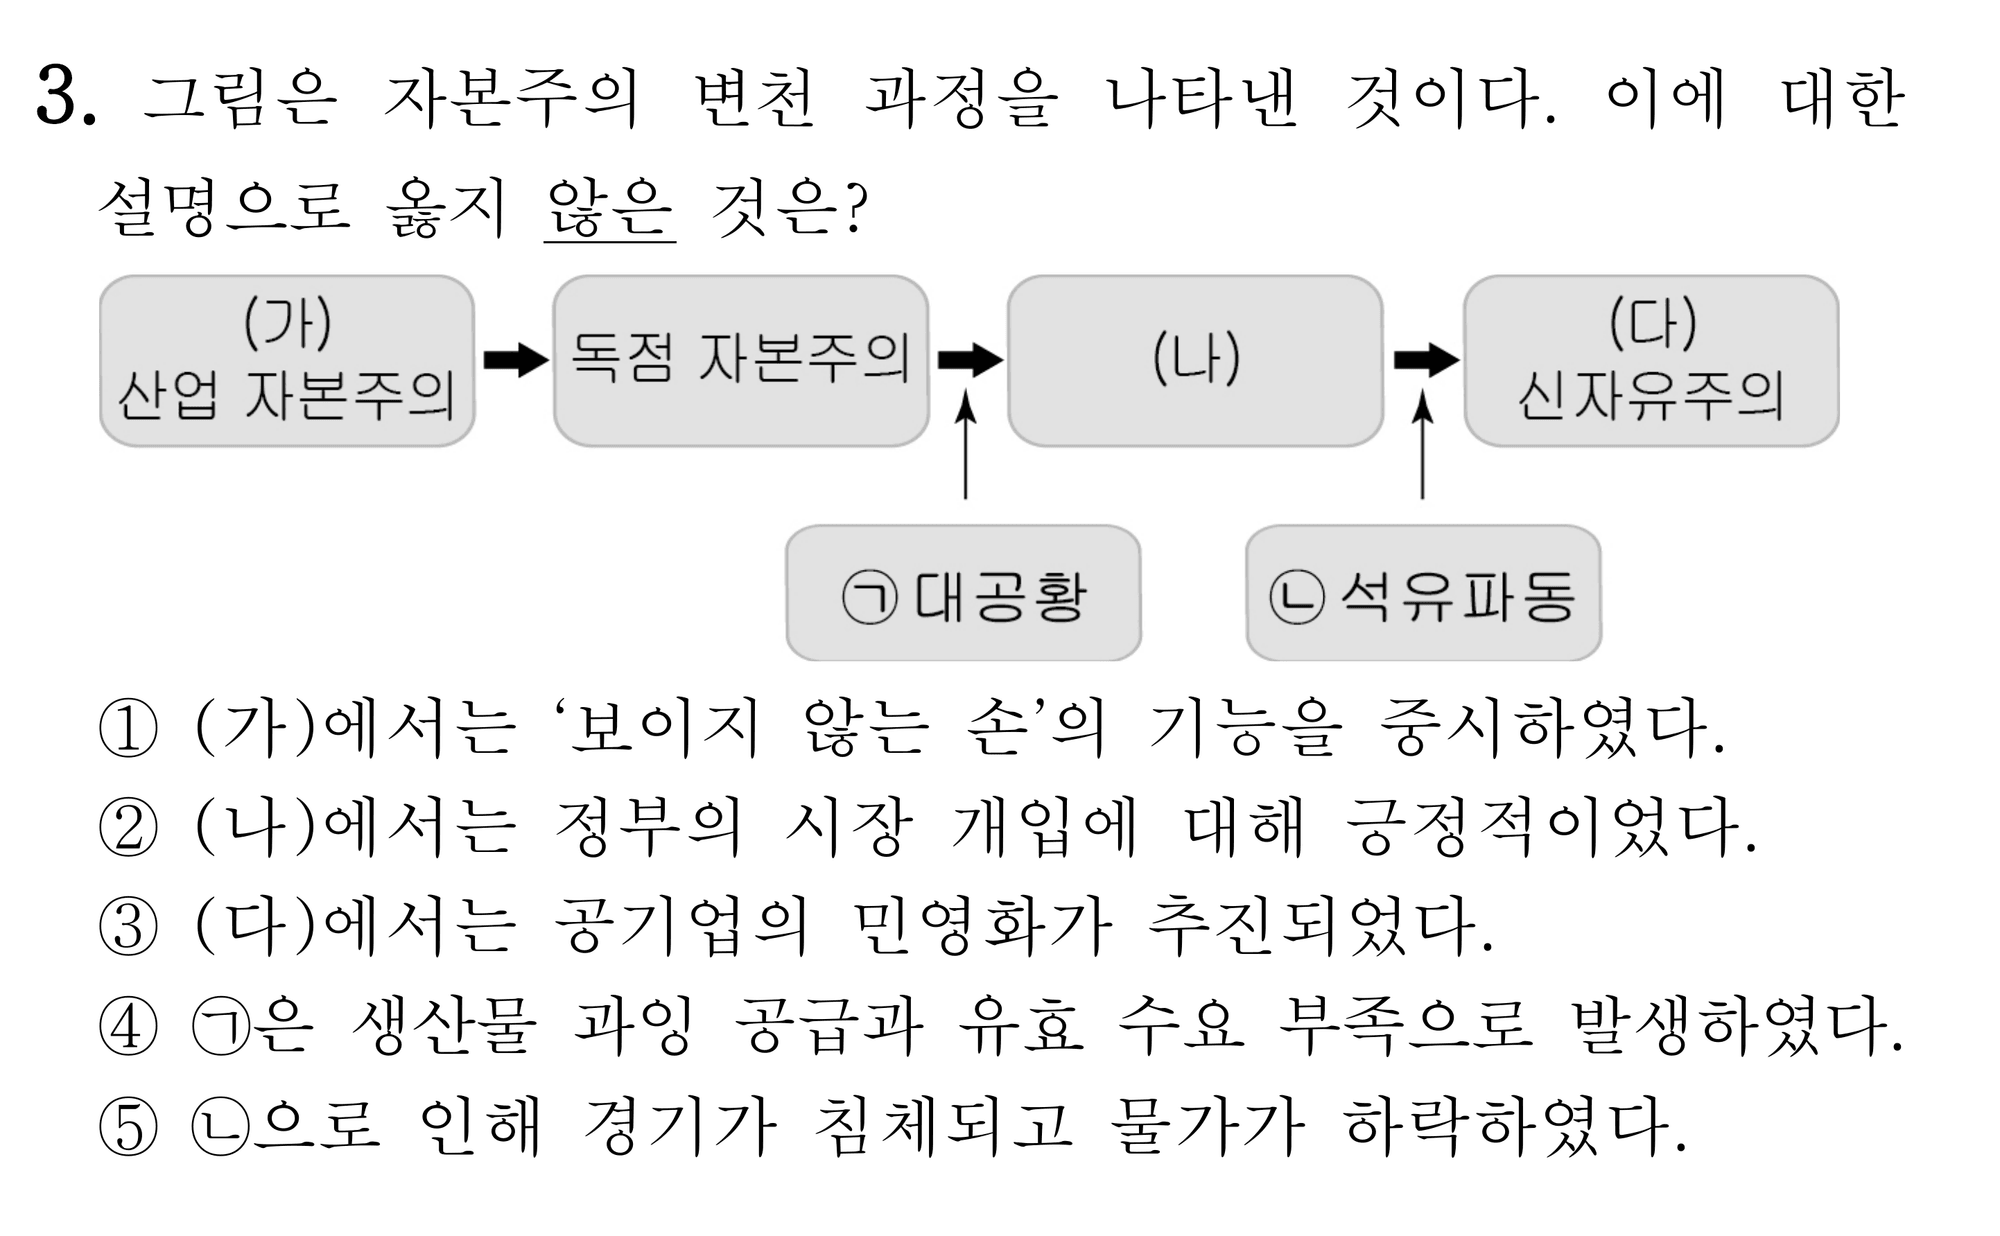 3. 그림은 자본주의 변천 과정을 나타낸 것이다. 이에 대한
설명으로 옳지 않은 것은?
(가)
산업 자본주의
독점 자본주의
(나)
(다)
신자유주의
㉠대공황
㉡석유파동
① (가)에서는 ‘보이지 않는 손’의 기능을 중시하였다.
② (나)에서는 정부의 시장 개입에 대해 긍정적이었다.
③ (다)에서는 공기업의 민영화가 추진되었다.
④ ㉠은 생산물 과잉 공급과 유효 수요 부족으로 발생하였다.
⑤ ㉡으로 인해 경기가 침체되고 물가가 하락하였다.